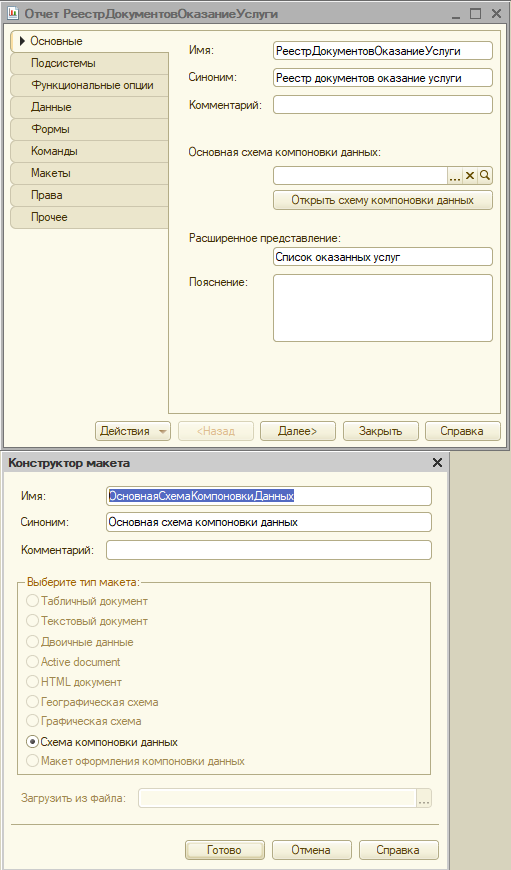 Отчет РеестрДокументовОказаниеУслуги
Основные
Подсистемы
Функциональные опции
Данные
Формы
Команды
Макеты
Права
Прочее
Имя: РеестрДокументовОказаниеУслуги
Синоним: Реестр документов оказание услуги
Комментарий:
Основная схема компоновки данных:
...
Открыть схему компоновки данных
Расширенное представление:
Список оказанных услуг
Пояснение:
Действия <Назад Далее> Закрыть Справка
Конструктор макета
Имя: ОсновнаяСхемаКомпоновкиДанных
Синоним: Основная схема компоновки данных
Комментарий:
Выберите тип макета:
Табличный документ
Текстовый документ
Двоичные данные
Active document
HTML документ
Географическая схема
Графическая схема
Схема компоновки данных
Макет оформления компоновки данных
Загрузить из файла: ...
Готово Отмена Справка